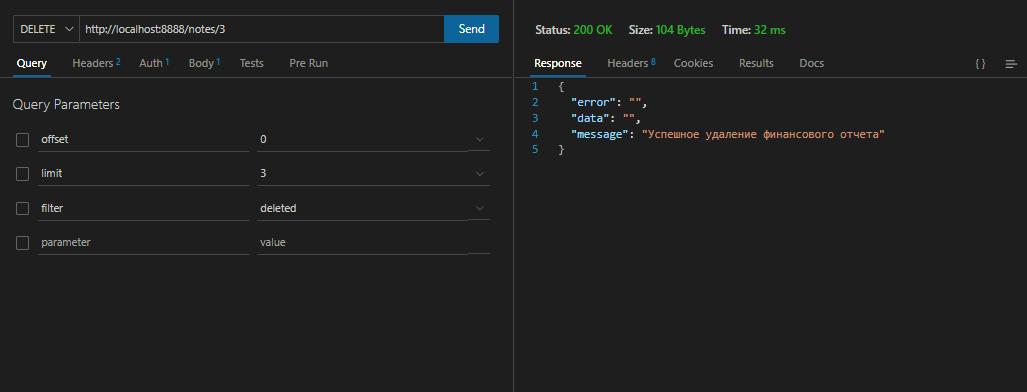 DELETE http://localhost:8888/notes/3 Send
Query Headers 2 Auth 1 Body 1 Tests Pre Run
Query Parameters
offset 0
limit 3
filter deleted
parameter value
Status: 200 OK Size: 104 Bytes Time: 32 ms
Response Headers 8 Cookies Results Docs { }
1 {
2 "error": "",
3 "data": "",
4 "message": "Успешное удаление финансового отчета"
5 }